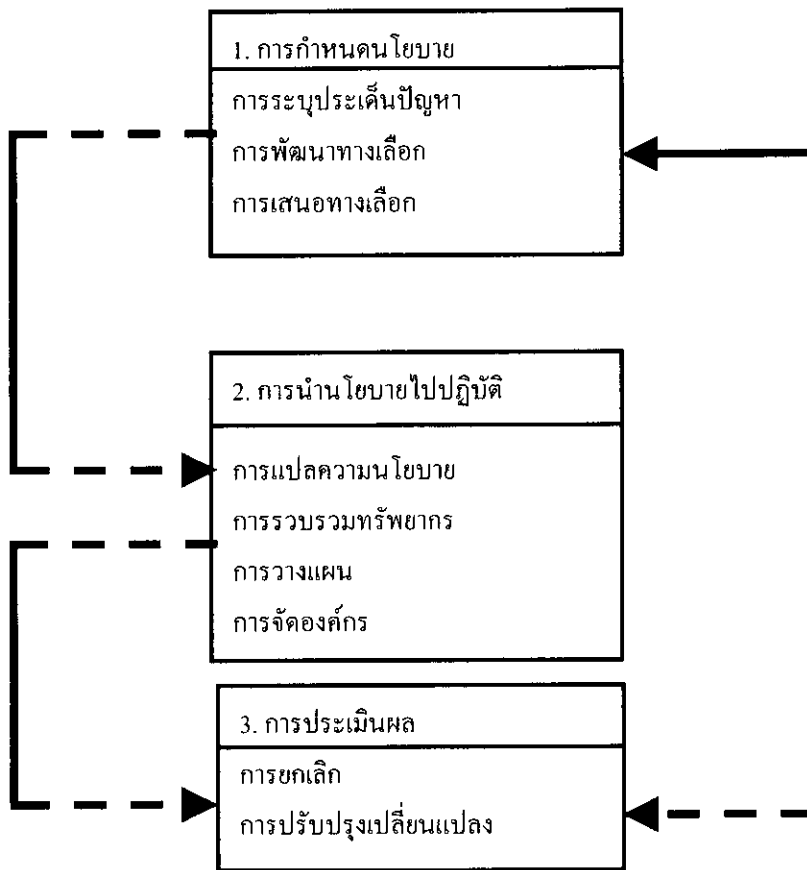 1. การกำหนดนโยบาย
การระบุประเด็นปัญหา
การพัฒนาทางเลือก
การเสนอทางเลือก
2. การนำนโยบายไปปฏิบัติ
การแปลความนโยบาย
การรวบรวมทรัพยากร
การวางแผน
การจัดองค์กร
3. การประเมินผล
การยกเลิก
การปรับปรุงเปลี่ยนแปลง